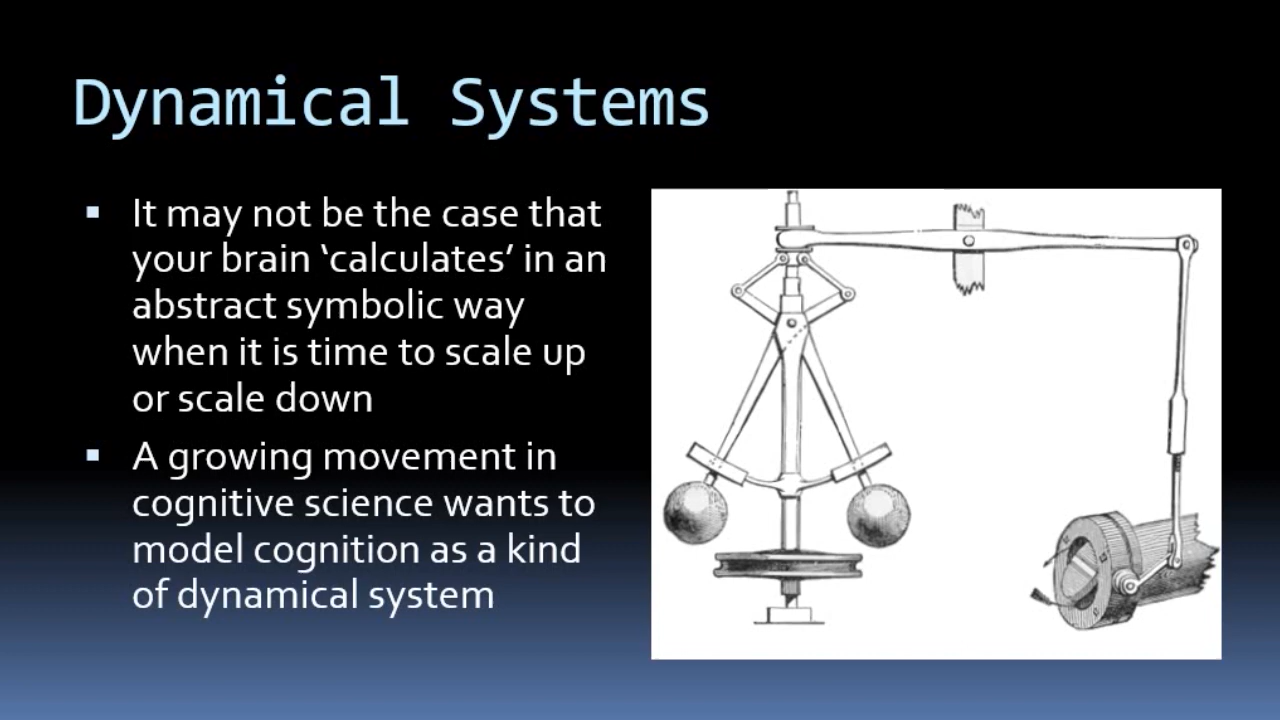 Dynamical Systems
▪ It may not be the case that
your brain ‘calculates’ in an
abstract symbolic way
when it is time to scale up
or scale down
▪ A growing movement in
cognitive science wants to
model cognition as a kind
of dynamical system